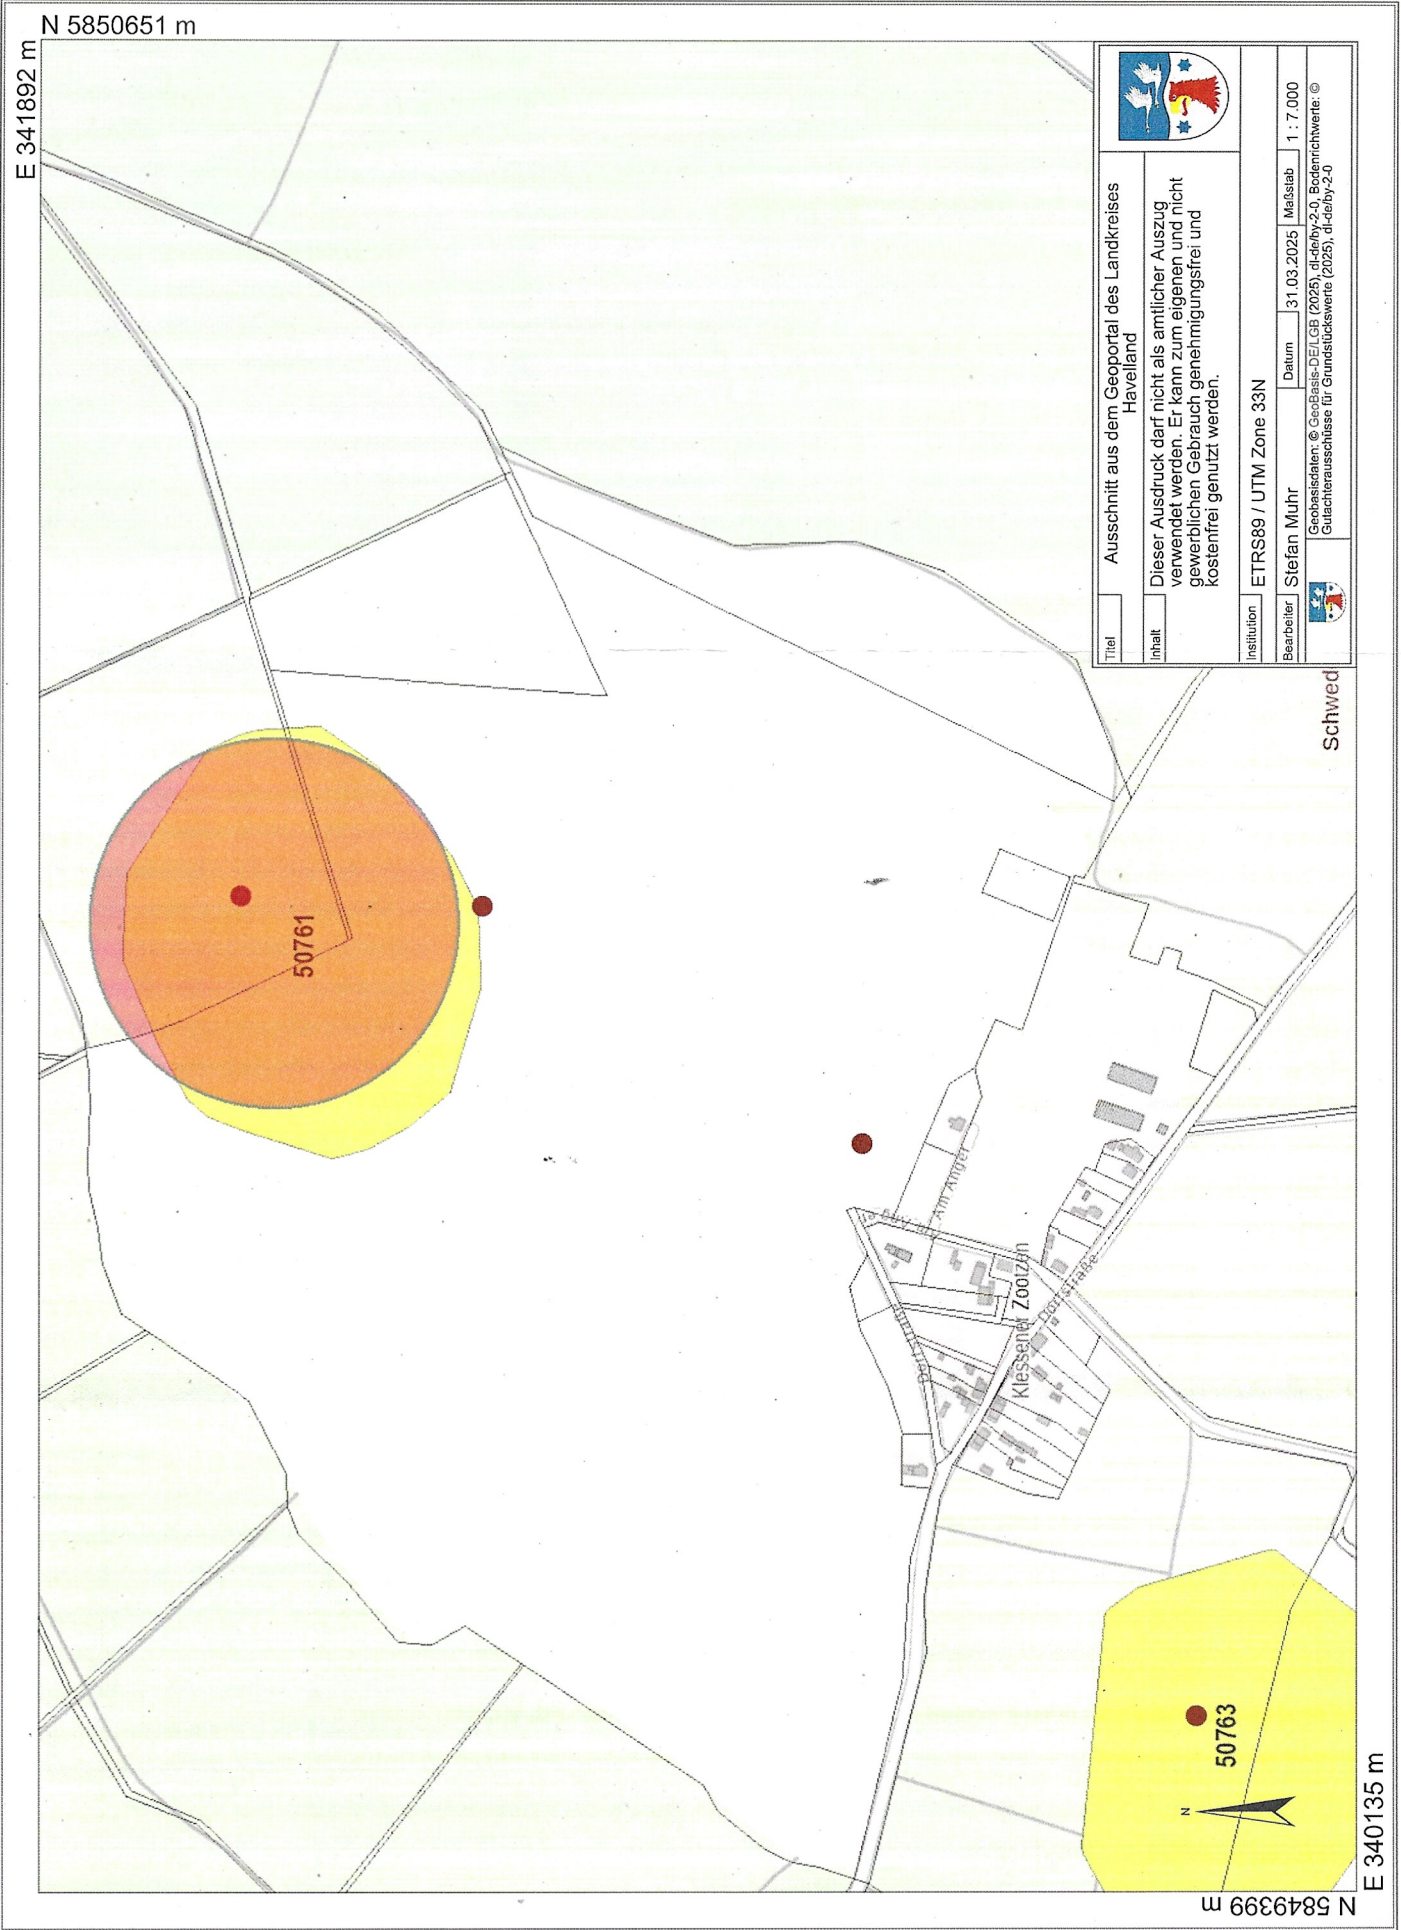 N 5850651 m
E 341892 m
50761
Am Angel
Dorfstraße
Klessener Zootzen
Dorfstraße
50763
N
Schwed
Titel
Ausschnitt aus dem Geoportal des Landkreises
Havelland
Inhalt
Dieser Ausdruck darf nicht als amtlicher Auszug
verwendet werden. Er kann zum eigenen und nicht
gewerblichen Gebrauch genehmigungsfrei und
kostenfrei genutzt werden.
Institution
ETRS89 / UTM Zone 33N
Bearbeiter
Stefan Muhr
Datum
31.03.2025
Maßstab
1 : 7.000
Geobasisdaten: © GeoBasis-DE/LGB (2025), dl-de/by-2-0, Bodenrichtwerte: ©
Gutachterausschüsse für Grundstückswerte (2025), dl-de/by-2-0
E 340135 m
N 5849399 m